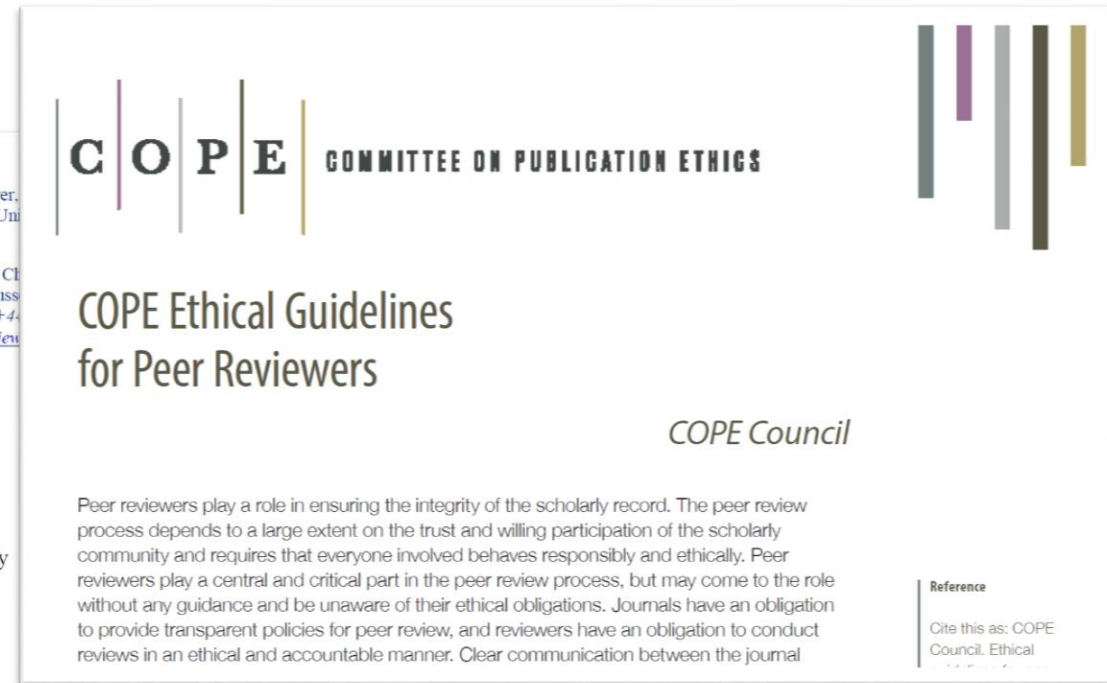 COPE COMMITTEE ON PUBLICATION ETHICS
COPE Ethical Guidelines
for Peer Reviewers
COPE Council
Peer reviewers play a role in ensuring the integrity of the scholarly record. The peer review
process depends to a large extent on the trust and willing participation of the scholarly
community and requires that everyone involved behaves responsibly and ethically. Peer
reviewers play a central and critical part in the peer review process, but may come to the role
without any guidance and be unaware of their ethical obligations. Journals have an obligation
to provide transparent policies for peer review, and reviewers have an obligation to conduct
reviews in an ethical and accountable manner. Clear communication between the journal
Reference
Cite this as: COPE
Council. Ethical